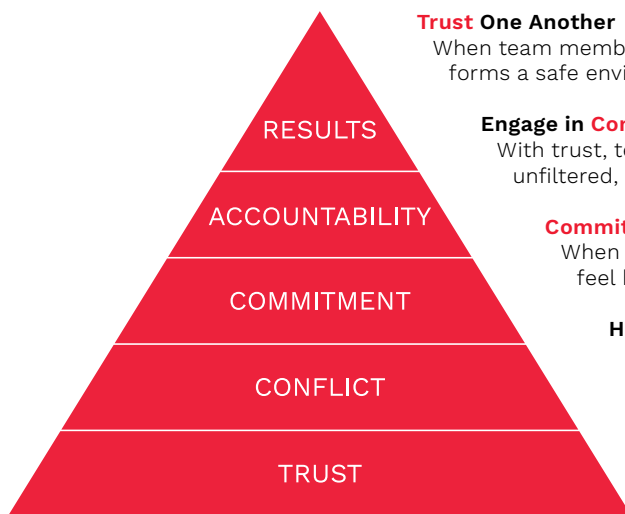 RESULTS
ACCOUNTABILITY
COMMITMENT
CONFLICT
TRUST
Trust One Another
When team
forms a safe
Engage in
With trust,
unfiltered,
When
feel